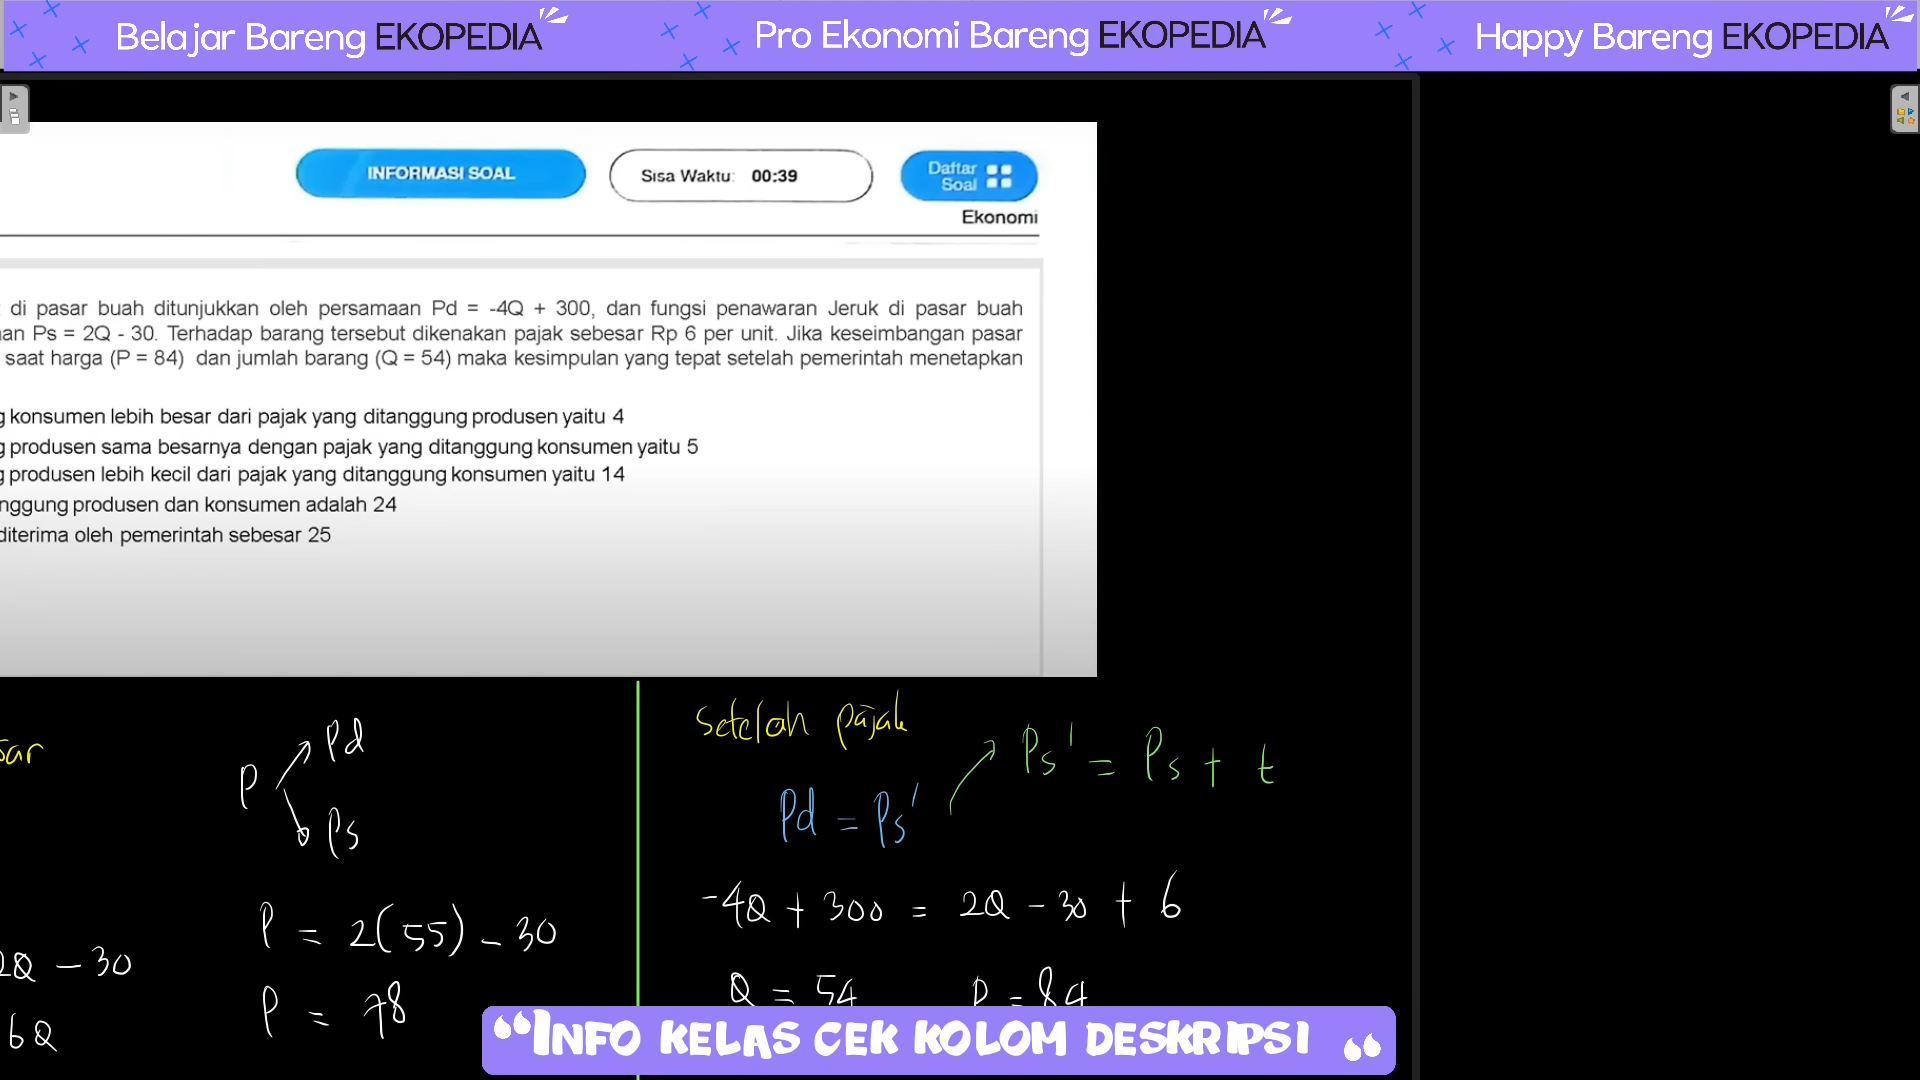 Belajar Bareng EKOPEDIA
Pro Ekonomi Bareng EKOPEDIA
Happy Bareng EKOPEDIA
INFORMASI SOAL
Sisa Waktu: 00:39
Daftar
Soal
Ekonomi
di pasar buah ditunjukkan oleh persamaan Pd = -4Q + 300, dan fungsi penawaran Jeruk di pasar buah
an Ps = 2Q - 30. Terhadap barang tersebut dikenakan pajak sebesar Rp 6 per unit. Jika keseimbangan pasar
saat harga (P = 84) dan jumlah barang (Q = 54) maka kesimpulan yang tepat setelah pemerintah menetapkan
g konsumen lebih besar dari pajak yang ditanggung produsen yaitu 4
g produsen sama besarnya dengan pajak yang ditanggung konsumen yaitu 5
g produsen lebih kecil dari pajak yang ditanggung konsumen yaitu 14
nggung produsen dan konsumen adalah 24
diterima oleh pemerintah sebesar 25
sar
P
Pd
Ps
P = 2(55) - 30
2Q - 30
P = 78
6Q
setelah pajak
Ps' = Ps + t
Pd = Ps'
-4Q + 300 = 2Q - 30 + 6
Q = 54 P = 84
INFO KELAS CEK KOLOM DESKRIPSI